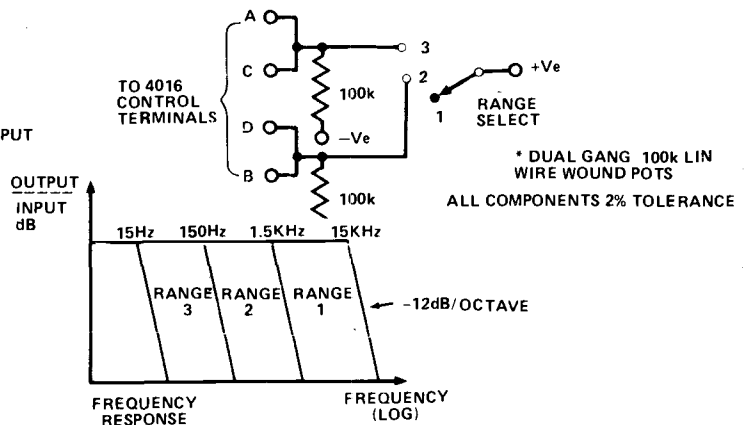 A
C
TO 4016
CONTROL
TERMINALS
D
B
100k
–Ve
100k
3
2
1
+Ve
RANGE
SELECT
* DUAL GANG 100k LIN
WIRE WOUND POTS
ALL COMPONENTS 2% TOLERANCE
PUT
OUTPUT
INPUT
dB
15Hz 150Hz 1.5KHz 15KHz
RANGE 3
RANGE 2
RANGE 1
–12dB/OCTAVE
FREQUENCY
RESPONSE
FREQUENCY
(LOG)